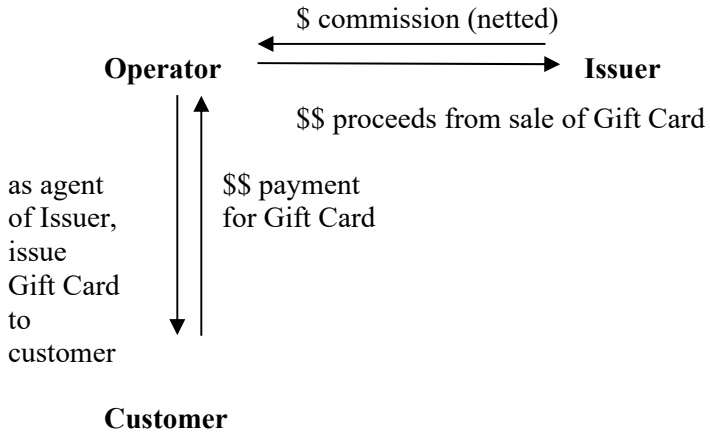 $ commission (netted)
Operator
Issuer
$$ proceeds from sale of Gift Card
as agent
of Issuer,
issue
Gift Card
to
customer
$$ payment
for Gift Card
Customer